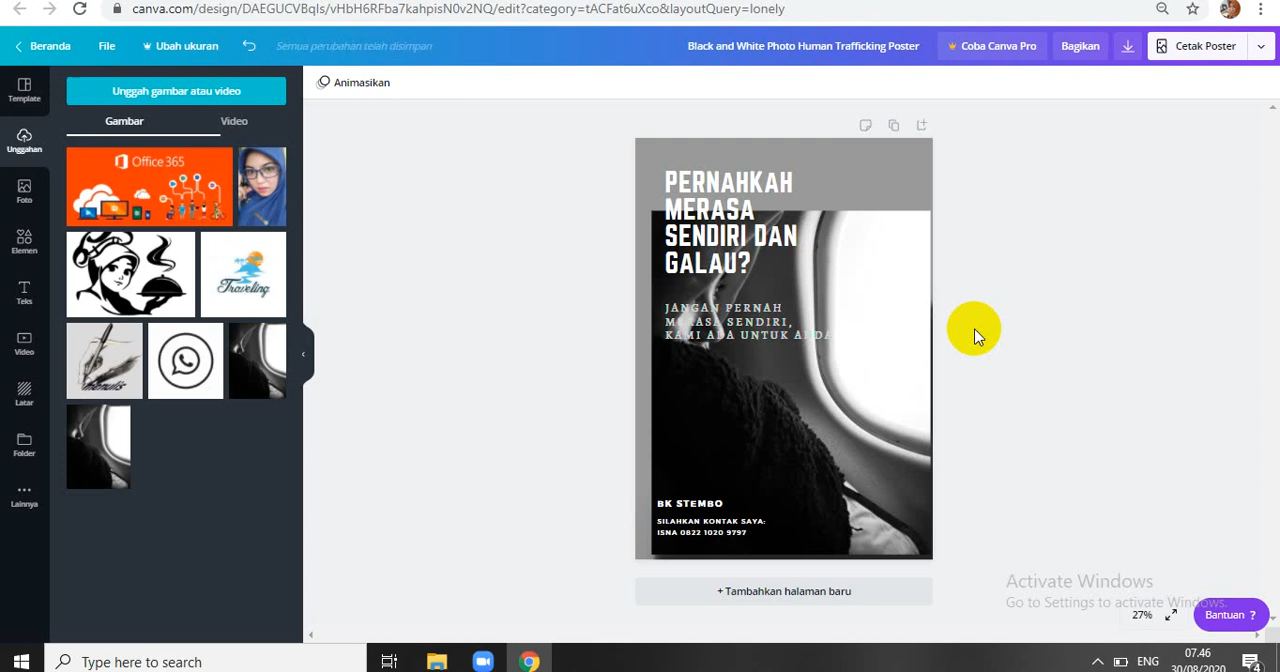 canva.com/design/DAEGUCVBqls/vHbH6RFba7kahpisN0v2NQ/edit?category=tACFat6uXco&layoutQuery=lonely
Beranda File Ubah ukuran Semua perubahan telah disimpan Black and White Photo Human Trafficking Poster Coba Canva Pro Bagikan Cetak Poster
Template
Unggahan
Foto
Elemen
Teks
Video
Latar
Folder
Lainnya
Unggah gambar atau video
Gambar Video
Office 365
Traveling
menulis
Animasikan
PERNAHKAH
MERASA
SENDIRI DAN
GALAU?
JANGAN PERNAH
MERASA SENDIRI,
KAMI ADA UNTUK ANDA
BK STEMBO
SILAHKAN KONTAK SAYA:
ISNA 0822 1020 9797
+ Tambahkan halaman baru
Activate Windows
Go to Settings to activate Windows.
27%
Bantuan ?
Type here to search
ENG
07.46
30/08/2020
4